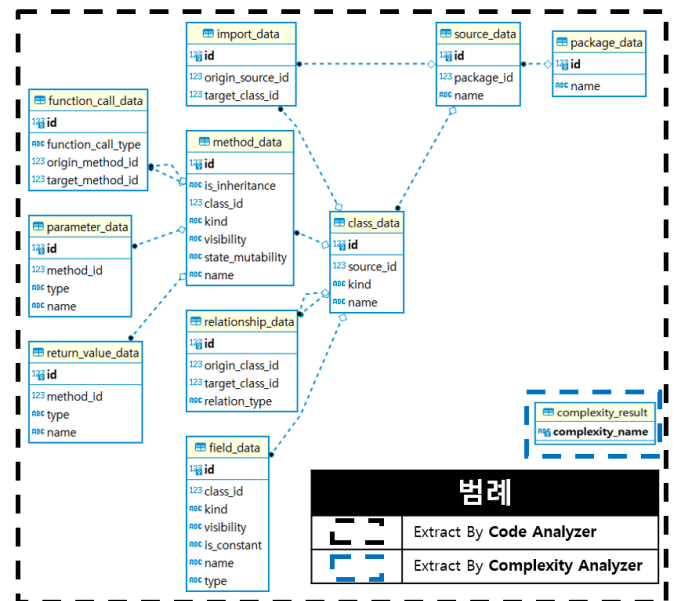 import_data
id
origin_source_id
target_class_id
source_data
id
package_id
name
package_data
id
name
function_call_data
id
function_call_type
origin_method_id
target_method_id
method_data
id
is_inheritance
class_id
kind
visibility
state_mutability
name
parameter_data
id
method_id
type
name
class_data
id
source_id
kind
name
return_value_data
id
method_id
type
name
relationship_data
id
origin_class_id
target_class_id
relation_type
complexity_result
complexity_name
field_data
id
class_id
kind
visibility
is_constant
name
type
범례
Extract By Code Analyzer
Extract By Complexity Analyzer